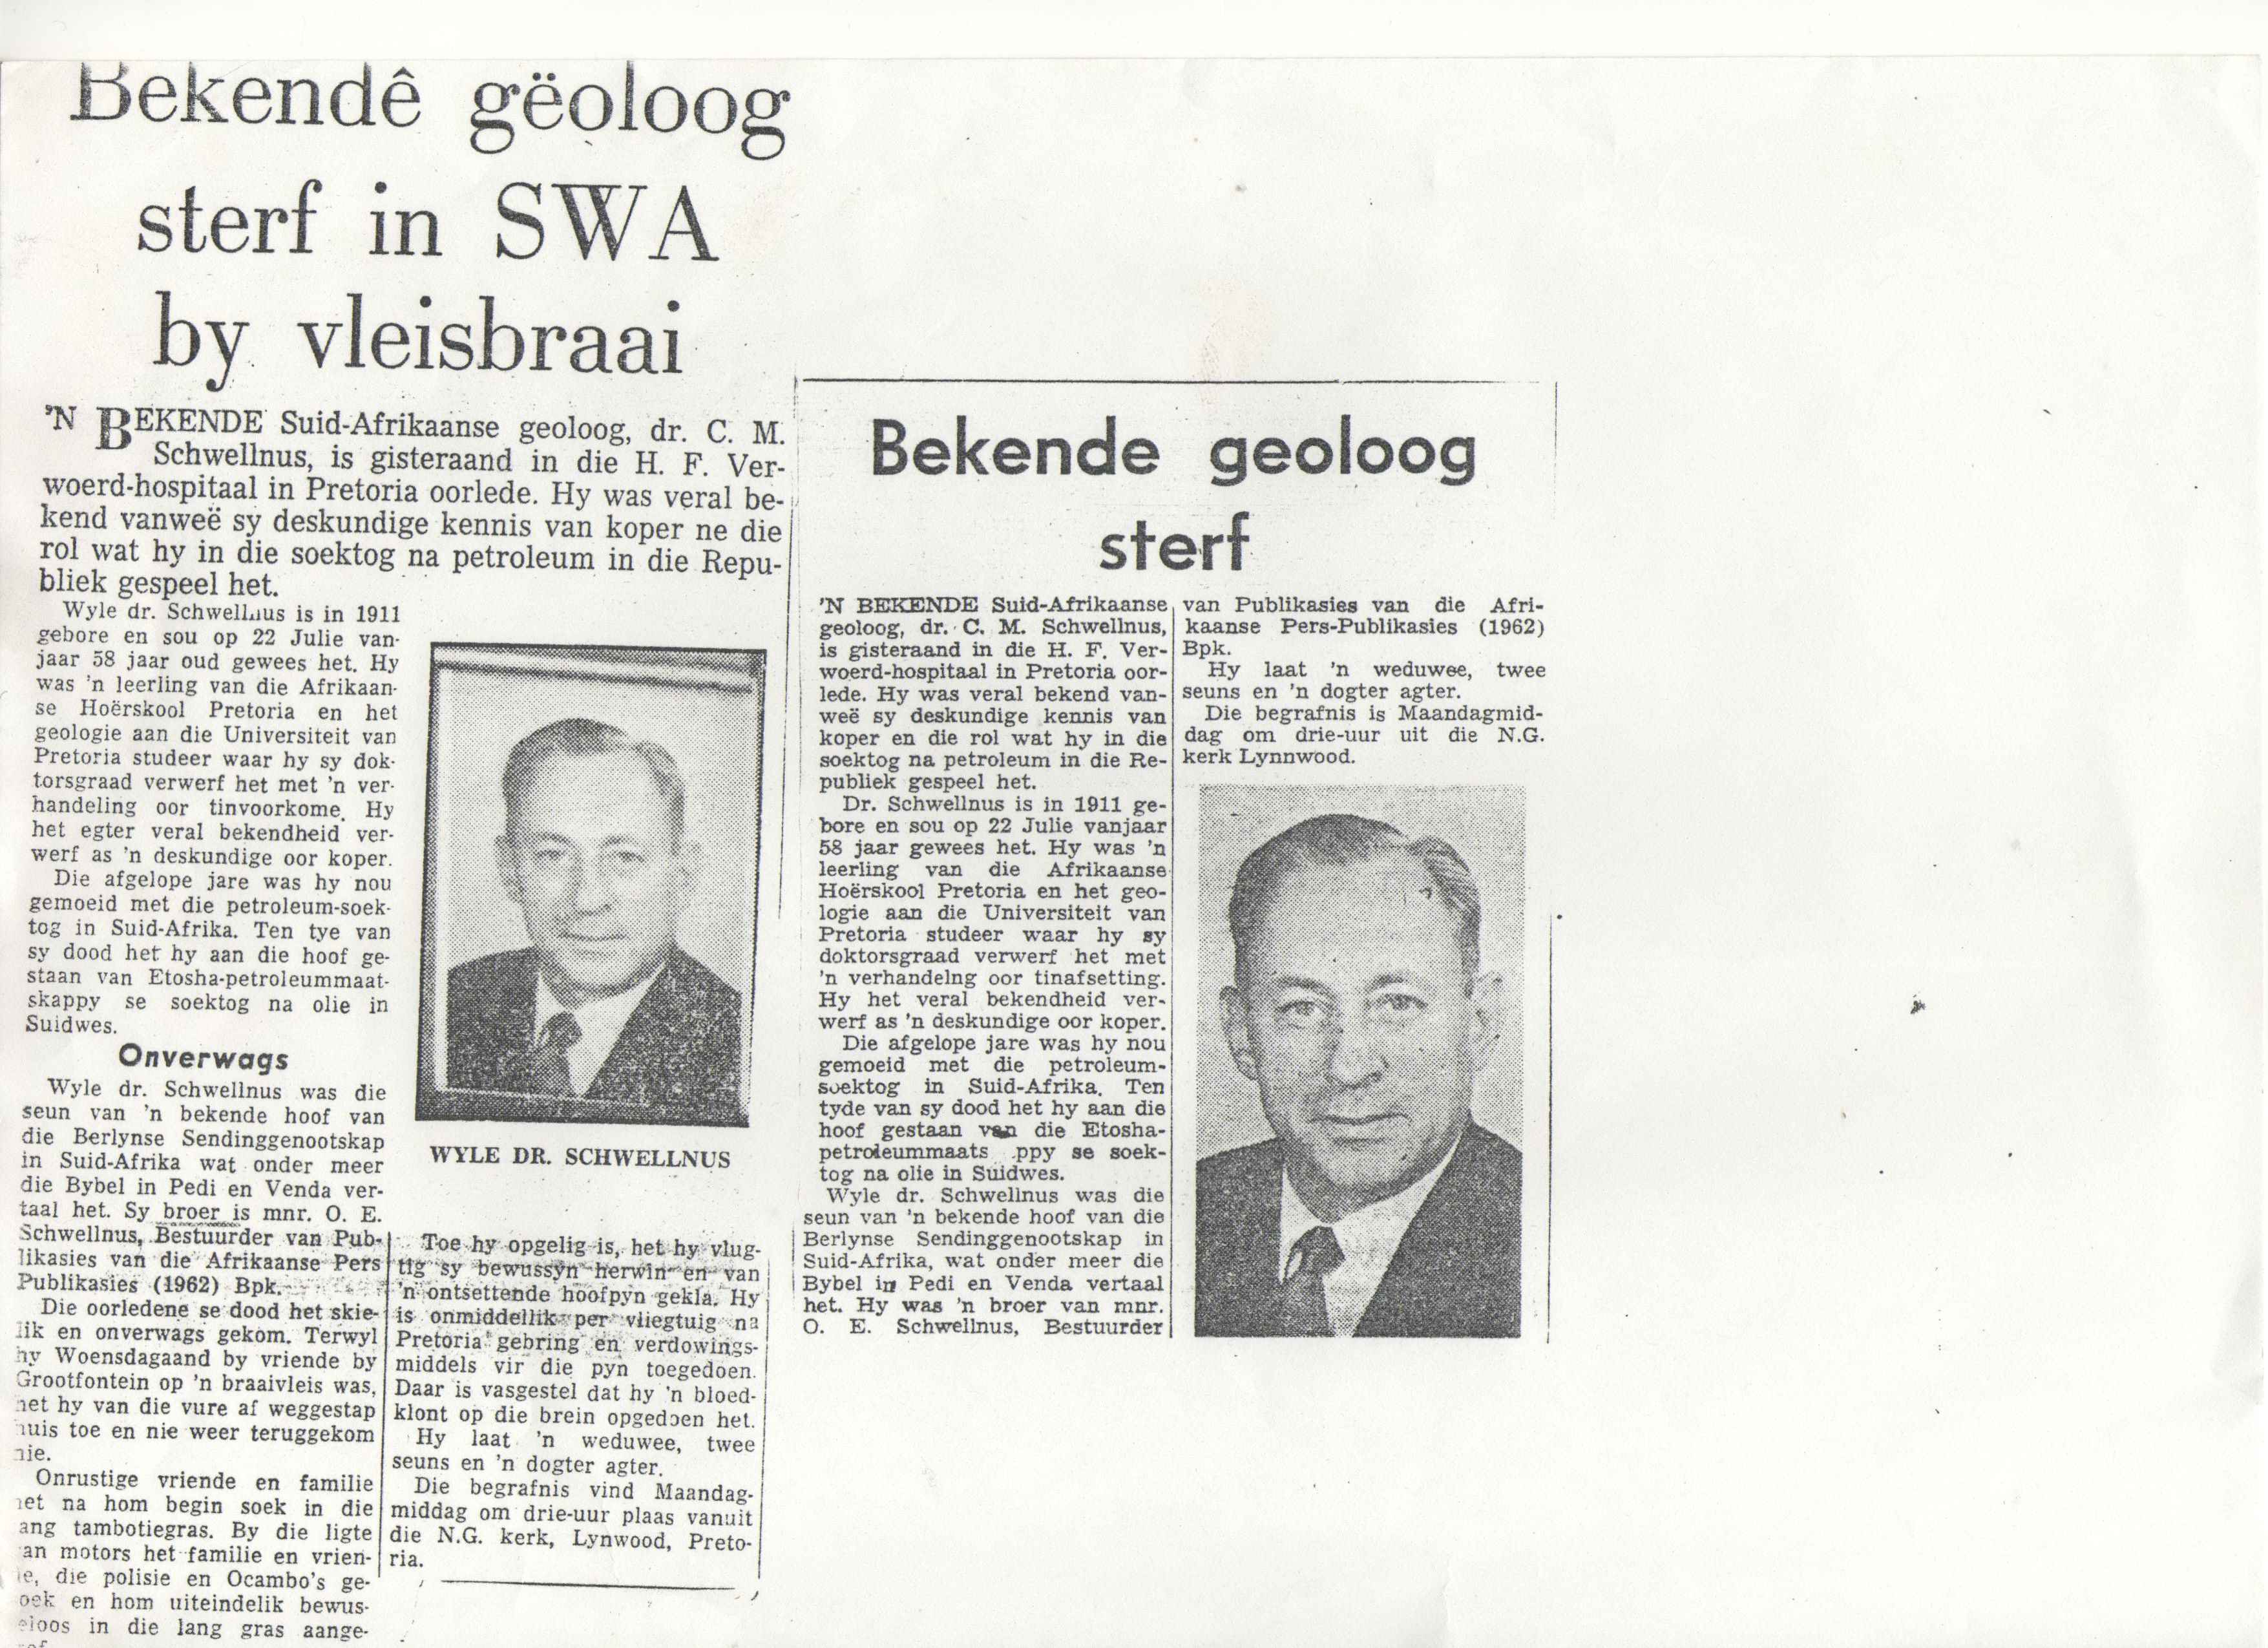 Bekendê gëoloog
sterf in SWA
by vleisbraai
'N BEKENDE Suid-Afrikaanse geoloog, dr. C. M.
Schwellnus, is gisteraand in die H. F. Ver-
woerd-hospitaal in Pretoria oorlede. Hy was veral be-
kend vanweë sy deskundige kennis van koper ne die
rol wat hy in die soektog na petroleum in die Repu-
bliek gespeel het.
Wyle dr. Schwellnus is in 1911
gebore en sou op 22 Julie van-
jaar 58 jaar oud gewees het. Hy
was 'n leerling van die Afrikaan-
se Hoërskool Pretoria en het
geologie aan die Universiteit van
Pretoria studeer waar hy sy dok-
torsgraad verwerf het met 'n ver-
handeling oor tinvoorkome. Hy
het egter veral bekendheid ver-
werf as 'n deskundige oor koper.
Die afgelope jare was hy nou
gemoeid met die petroleum-soek-
tog in Suid-Afrika. Ten tye van
sy dood het hy aan die hoof ge-
staan van Etosha-petroleummaat-
skappy se soektog na olie in
Suidwes.
Onverwags
Wyle dr. Schwellnus was die
seun van 'n bekende hoof van
die Berlynse Sendinggenootskap
in Suid-Afrika wat onder meer
die Bybel in Pedi en Venda ver-
taal het. Sy broer is mnr. O. E.
Schwellnus, Bestuurder van Pub-
likasies van die Afrikaanse Pers
Publikasies (1962) Bpk.
Die oorledene se dood het skie-
lik en onverwags gekom. Terwyl
hy Woensdagaand by vriende by
Grootfontein op 'n braaivleis was,
het hy van die vure af weggestap
huis toe en nie weer teruggekom
nie.
Onrustige vriende en familie
het na hom begin soek in die
ang tambotiegras. By die ligte
an motors het familie en vrien-
e, die polisie en Ocambo's ge-
oek en hom uiteindelik bewus-
eloos in die lang gras aange-
WYLE DR. SCHWELLNUS
Toe hy opgelig is, het hy vlug-
tig sy bewussyn herwin en van
'n ontsettende hoofpyn gekla. Hy
is onmiddellik per vliegtuig na
Pretoria gebring en verdowings-
middels vir die pyn toegedoen.
Daar is vasgestel dat hy 'n bloed-
klont op die brein opgedoen het.
Hy laat 'n weduwee, twee
seuns en 'n dogter agter.
Die begrafnis vind Maandag-
middag om drie-uur plaas vanuit
die N.G. kerk, Lynwood, Preto-
ria.
Bekende geoloog
sterf
'N BEKENDE Suid-Afrikaanse
geoloog, dr. C. M. Schwellnus,
is gisteraand in die H. F. Ver-
woerd-hospitaal in Pretoria oor-
lede. Hy was veral bekend van-
weë sy deskundige kennis van
koper en die rol wat hy in die
soektog na petroleum in die Re-
publiek gespeel het.
Dr. Schwellnus is in 1911 ge-
bore en sou op 22 Julie vanjaar
58 jaar gewees het. Hy was 'n
leerling van die Afrikaanse
Hoërskool Pretoria en het geo-
logie aan die Universiteit van
Pretoria studeer waar hy sy
doktorsgraad verwerf het met
'n verhandelng oor tinafsetting.
Hy het veral bekendheid ver-
werf as 'n deskundige oor koper.
Die afgelope jare was hy nou
gemoeid met die petroleum-
soektog in Suid-Afrika. Ten
tyde van sy dood het hy aan die
hoof gestaan van die Etosha-
petroleummaats ppy se soek-
tog na olie in Suidwes.
Wyle dr. Schwellnus was die
seun van 'n bekende hoof van die
Berlynse Sendinggenootskap in
Suid-Afrika, wat onder meer die
Bybel in Pedi en Venda vertaal
het. Hy was 'n broer van mnr.
O. E. Schwellnus, Bestuurder
van Publikasies van die Afri-
kaanse Pers-Publikasies (1962)
Bpk.
Hy laat 'n weduwee, twee
seuns en 'n dogter agter.
Die begrafnis is Maandagmid-
dag om drie-uur uit die N.G.
kerk Lynnwood.